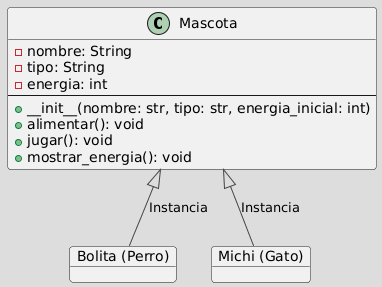 C Mascota
nombre: String
tipo: String
energia: int
__init__(nombre: str, tipo: str, energia_inicial: int)
alimentar(): void
jugar(): void
mostrar_energia(): void
Instancia Instancia
Bolita (Perro) Michi (Gato)